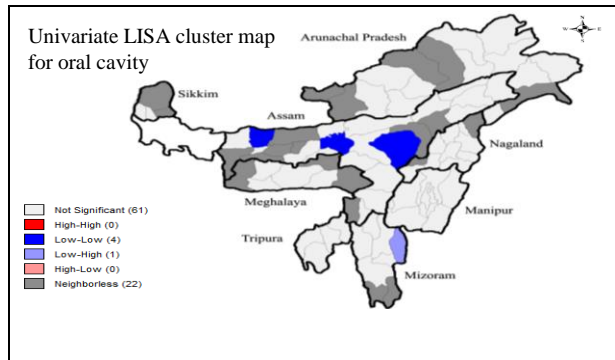 Univariate LISA cluster map
for oral cavity
Arunachal Pradesh
N
W
E
S
Sikkim
Assam
Nagaland
Meghalaya
Manipur
Tripura
Mizoram
Not Significant (61)
High-High (0)
Low-Low (4)
Low-High (1)
High-Low (0)
Neighborless (22)